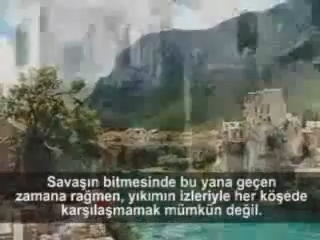 Savaşın bitmesinde bu yana geçen
zamana rağmen, yıkımın izleriyle her köşede
karşılaşmamak mümkün değil.